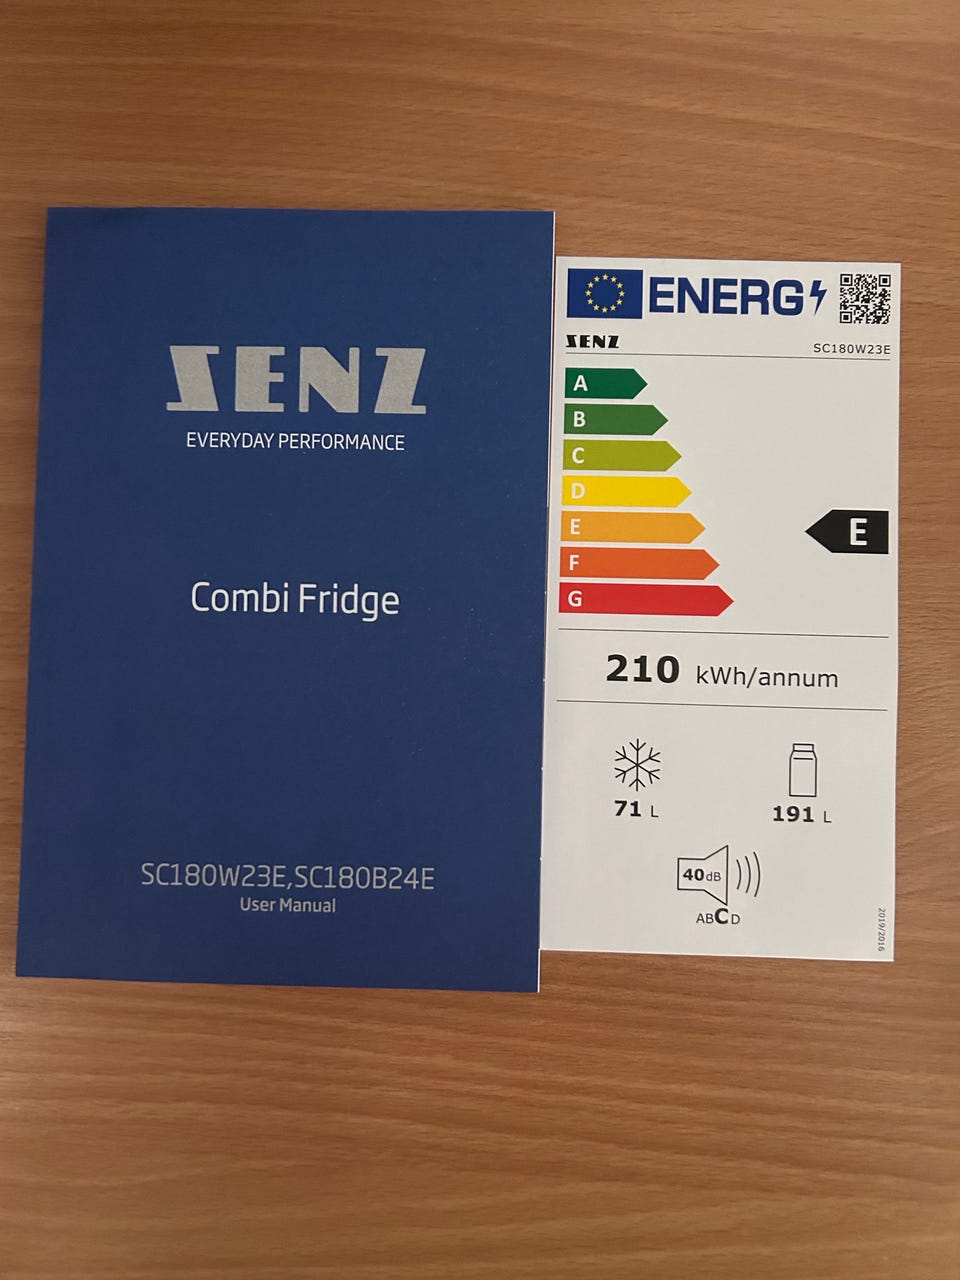 SENZ
EVERYDAY PERFORMANCE
Combi Fridge
SC180W23E,SC180B24E
User Manual
ENERG
SENZ
SC180W23E
A
B
C
D
E
E
F
G
210 kWh/annum
71 L
191 L
40dB
ABCD
2019/2016